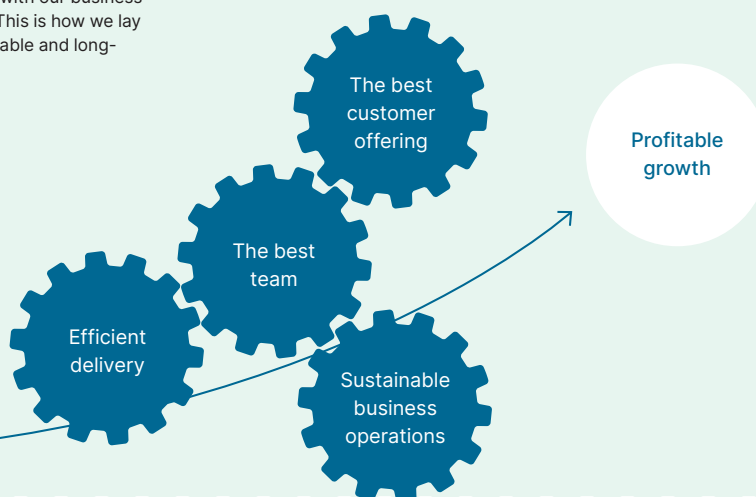 with our business
This is how we lay
able and long-
The best
customer
offering
Profitable
growth
The best
team
Efficient
delivery
Sustainable
business
operations